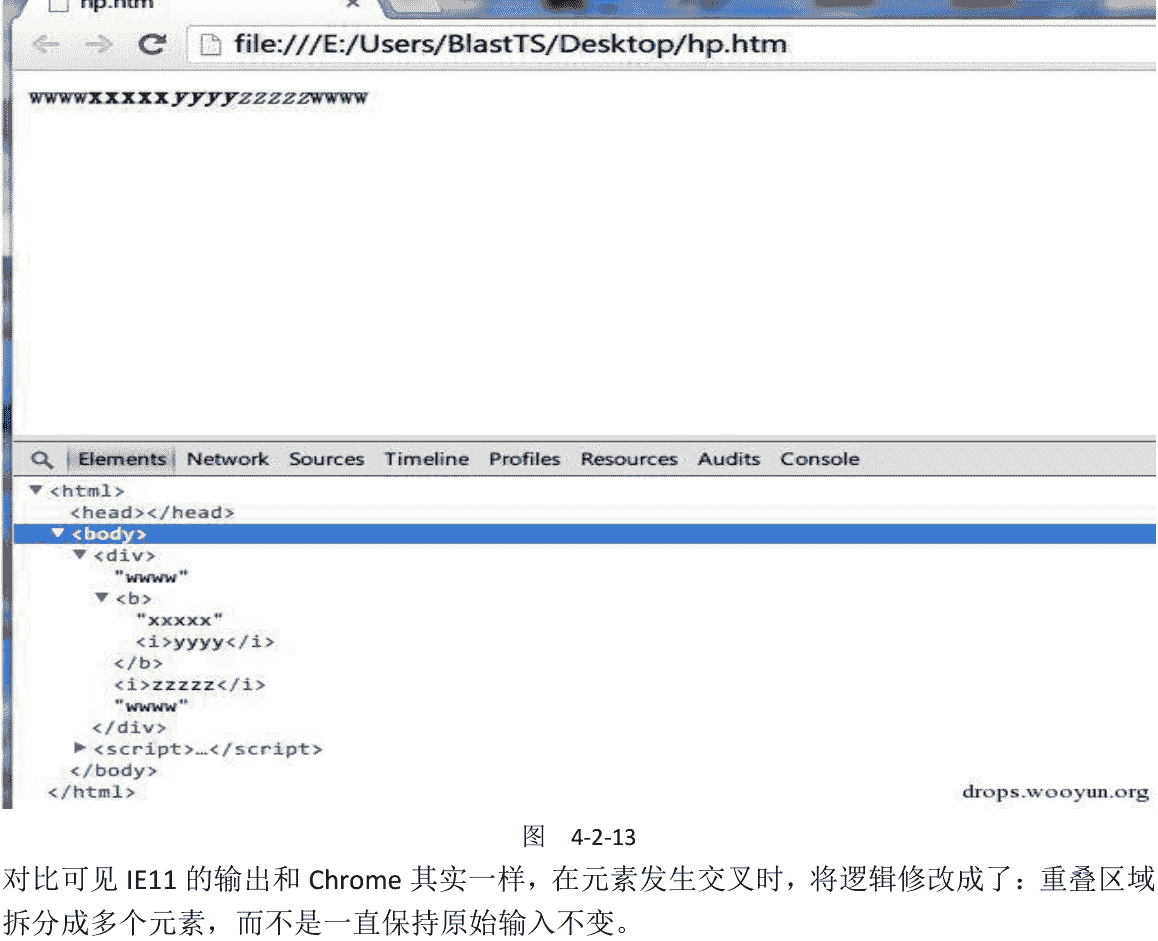 hp.htm
file:///E:/Users/BlastTS/Desktop/hp.htm
wwwwxxxxxyyyyzzzzzwwww
Elements Network Sources Timeline Profiles Resources Audits Console
<html>
<head></head>
<body>
<div>
"wwww"
<b>
"xxxxx"
<i>yyyy</i>
</b>
<i>zzzzz</i>
"wwww"
</div>
<script>…</script>
</body>
</html>
drops.wooyun.org
图 4-2-13
对比可见 IE11 的输出和 Chrome 其实一样，在元素发生交叉时，将逻辑修改成了：重叠区域
拆分成多个元素，而不是一直保持原始输入不变。